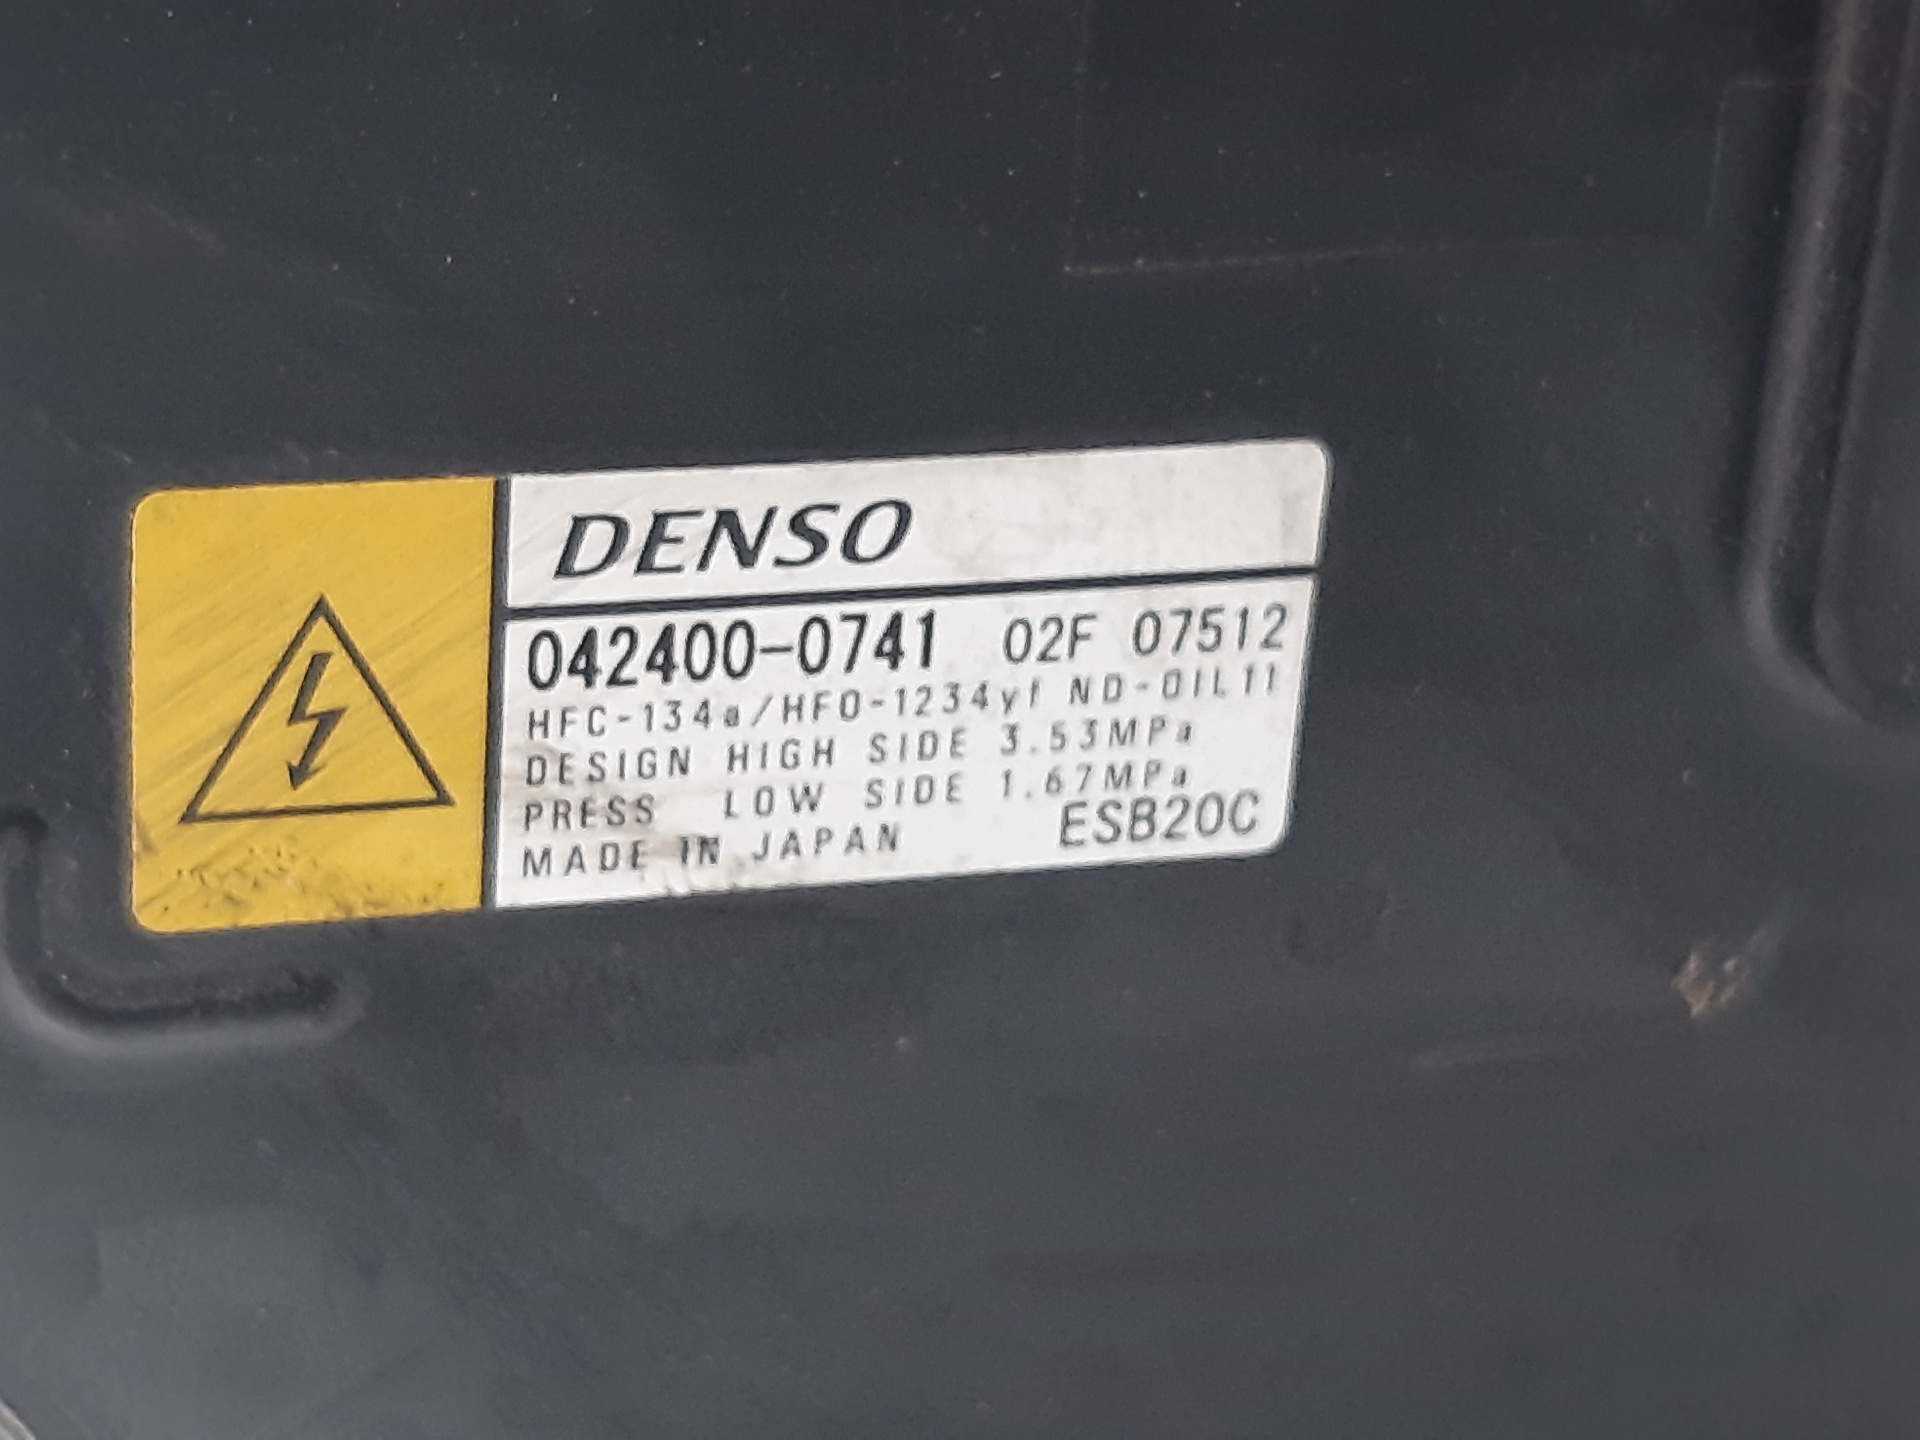 DENSO
042400-0741 02F 07512
HFC-134a/HFO-1234yf ND-OIL11
DESIGN HIGH SIDE 3.53MPa
PRESS LOW SIDE 1.67MPa
MADE IN JAPAN ESB20C